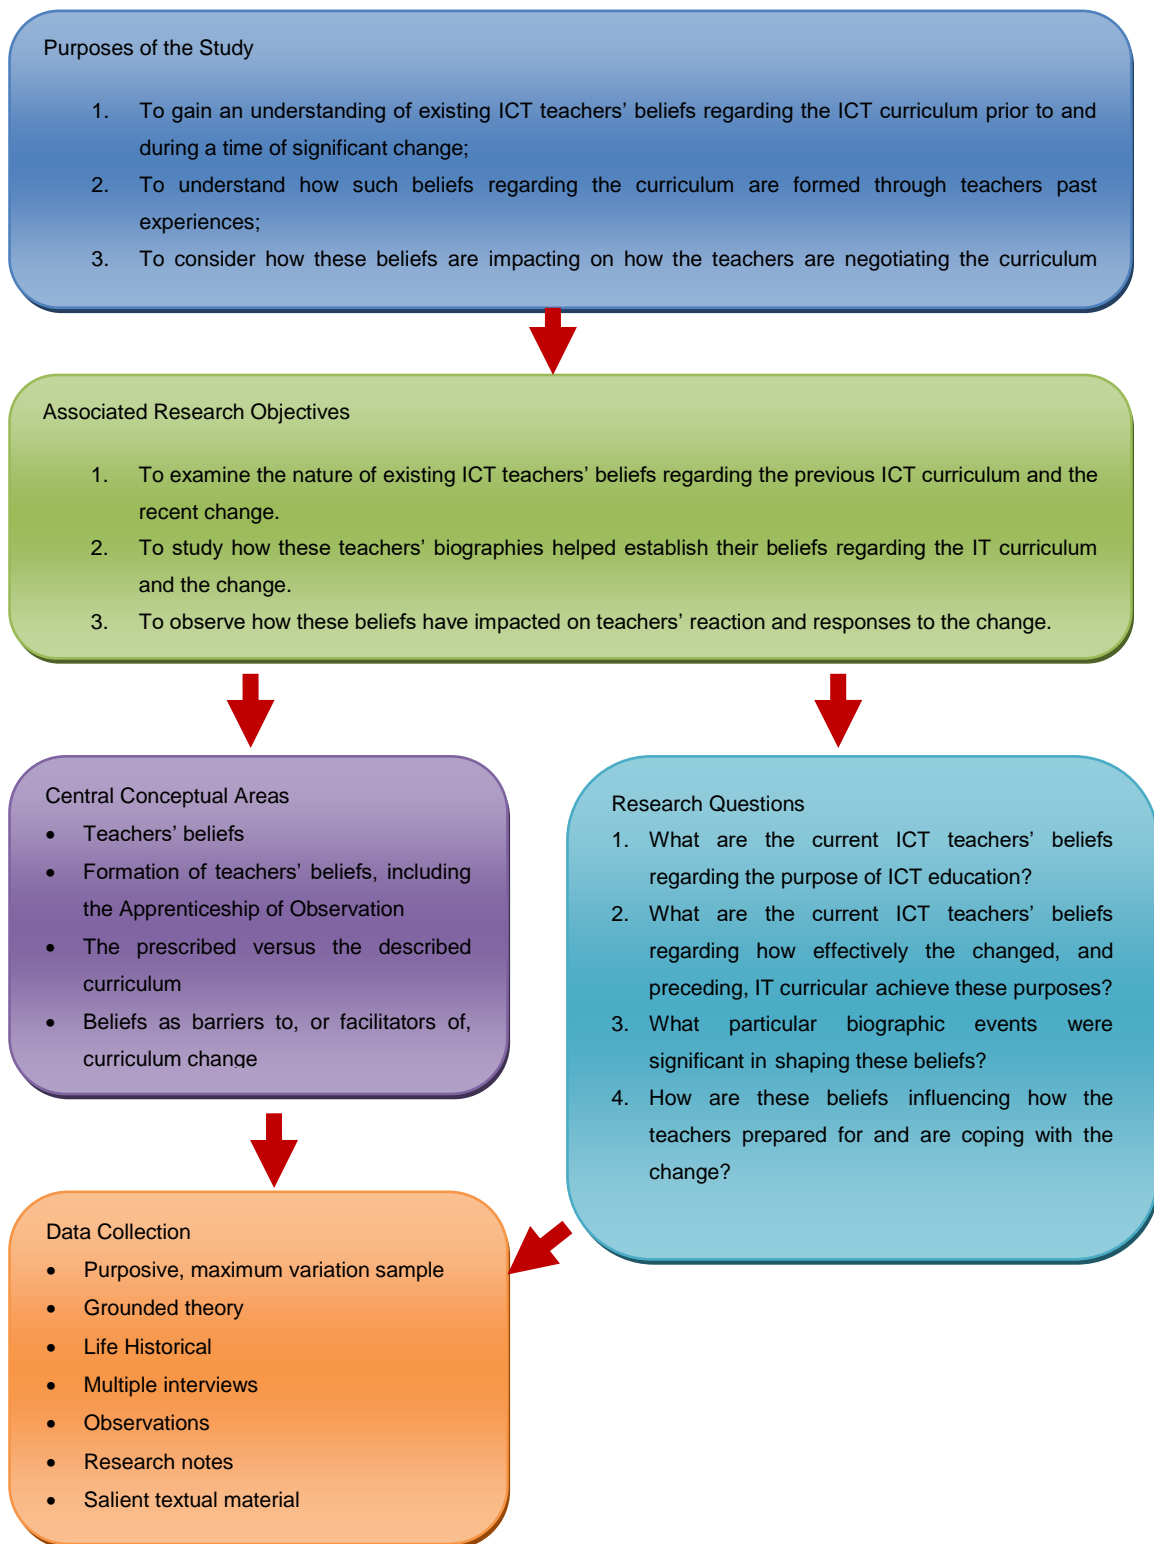 Purposes of the Study
1. To gain an understanding of existing ICT teachers’ beliefs regarding the ICT curriculum prior to and
during a time of significant change;
2. To understand how such beliefs regarding the curriculum are formed through teachers past
experiences;
3. To consider how these beliefs are impacting on how the teachers are negotiating the curriculum
Associated Research Objectives
1. To examine the nature of existing ICT teachers’ beliefs regarding the previous ICT curriculum and the
recent change.
2. To study how these teachers’ biographies helped establish their beliefs regarding the IT curriculum
and the change.
3. To observe how these beliefs have impacted on teachers’ reaction and responses to the change.
Central Conceptual Areas
• Teachers’ beliefs
• Formation of teachers’ beliefs, including
the Apprenticeship of Observation
• The prescribed versus the described
curriculum
• Beliefs as barriers to, or facilitators of,
curriculum change
Research Questions
1. What are the current ICT teachers’ beliefs
regarding the purpose of ICT education?
2. What are the current ICT teachers’ beliefs
regarding how effectively the changed, and
preceding, IT curricular achieve these purposes?
3. What particular biographic events were
significant in shaping these beliefs?
4. How are these beliefs influencing how the
teachers prepared for and are coping with the
change?
Data Collection
• Purposive, maximum variation sample
• Grounded theory
• Life Historical
• Multiple interviews
• Observations
• Research notes
• Salient textual material